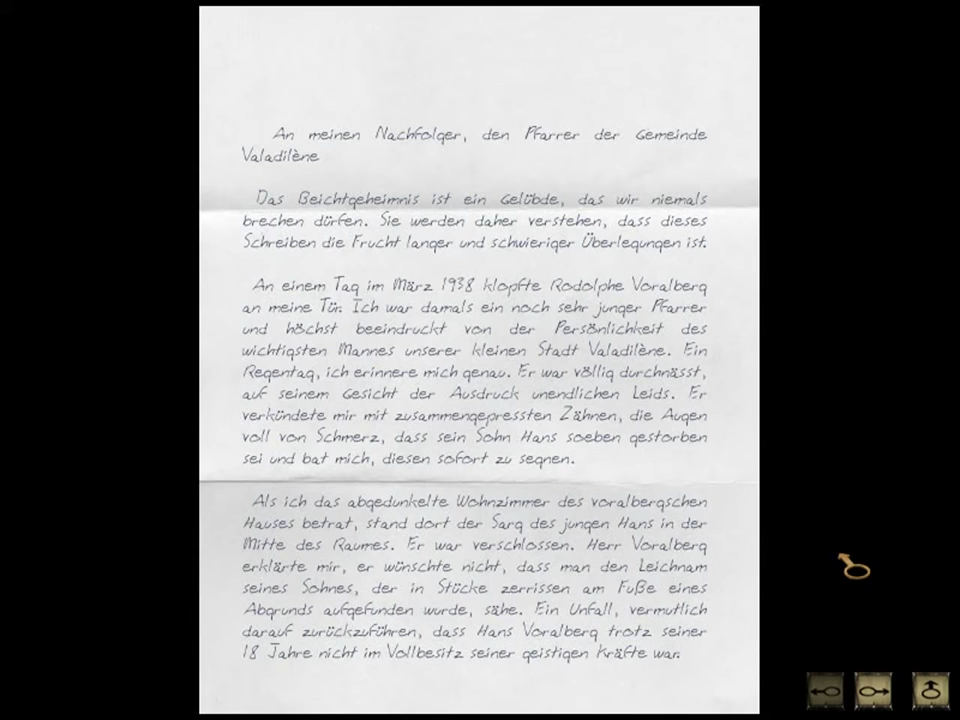 An meinen Nachfolger, den Pfarrer der Gemeinde
Valadilène
Das Beichtgeheimnis ist ein Gelübde, das wir niemals
brechen dürfen. Sie werden daher verstehen, dass dieses
Schreiben die Frucht langer und schwieriger Überlegungen ist.
An einem Tag im März 1938 klopfte Rodolphe Voralberg
an meine Tür. Ich war damals ein noch sehr junger Pfarrer
und höchst beeindruckt von der Persönlichkeit des
wichtigsten Mannes unserer kleinen Stadt Valadilène. Ein
Regentag, ich erinnere mich genau. Er war völlig durchnässt,
auf seinem Gesicht der Ausdruck unendlichen Leids. Er
verkündete mir mit zusammengepressten Zähnen, die Augen
voll von Schmerz, dass sein Sohn Hans soeben gestorben
sei und bat mich, diesen sofort zu segnen.
Als ich das abgedunkelte Wohnzimmer des voralbergschen
Hauses betrat, stand dort der Sarg des jungen Hans in der
Mitte des Raumes. Er war verschlossen. Herr Voralberg
erklärte mir, er wünschte nicht, dass man den Leichnam
seines Sohnes, der in Stücke zerrissen am Fuße eines
Abgrunds aufgefunden wurde, sähe. Ein Unfall, vermutlich
darauf zurückzuführen, dass Hans Voralberg trotz seiner
18 Jahre nicht im Vollbesitz seiner geistigen Kräfte war.